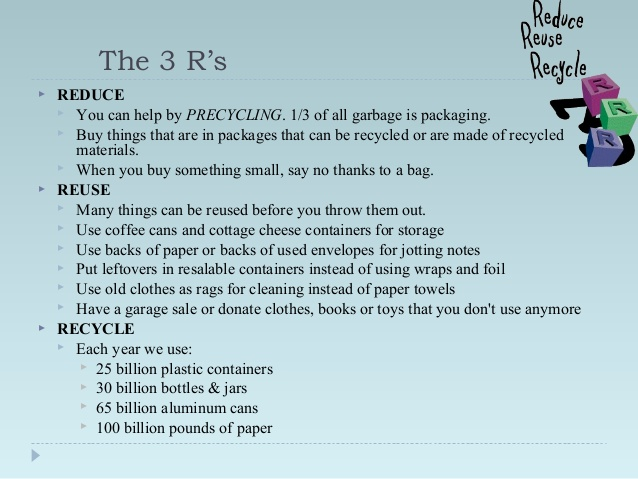 Reduce
Reuse
Recycle
R
R
R
The 3 R’s
REDUCE
You can help by PRECYCLING. 1/3 of all garbage is packaging.
Buy things that are in packages that can be recycled or are made of recycled
materials.
When you buy something small, say no thanks to a bag.
REUSE
Many things can be reused before you throw them out.
Use coffee cans and cottage cheese containers for storage
Use backs of paper or backs of used envelopes for jotting notes
Put leftovers in resalable containers instead of using wraps and foil
Use old clothes as rags for cleaning instead of paper towels
Have a garage sale or donate clothes, books or toys that you don't use anymore
RECYCLE
Each year we use:
25 billion plastic containers
30 billion bottles & jars
65 billion aluminum cans
100 billion pounds of paper